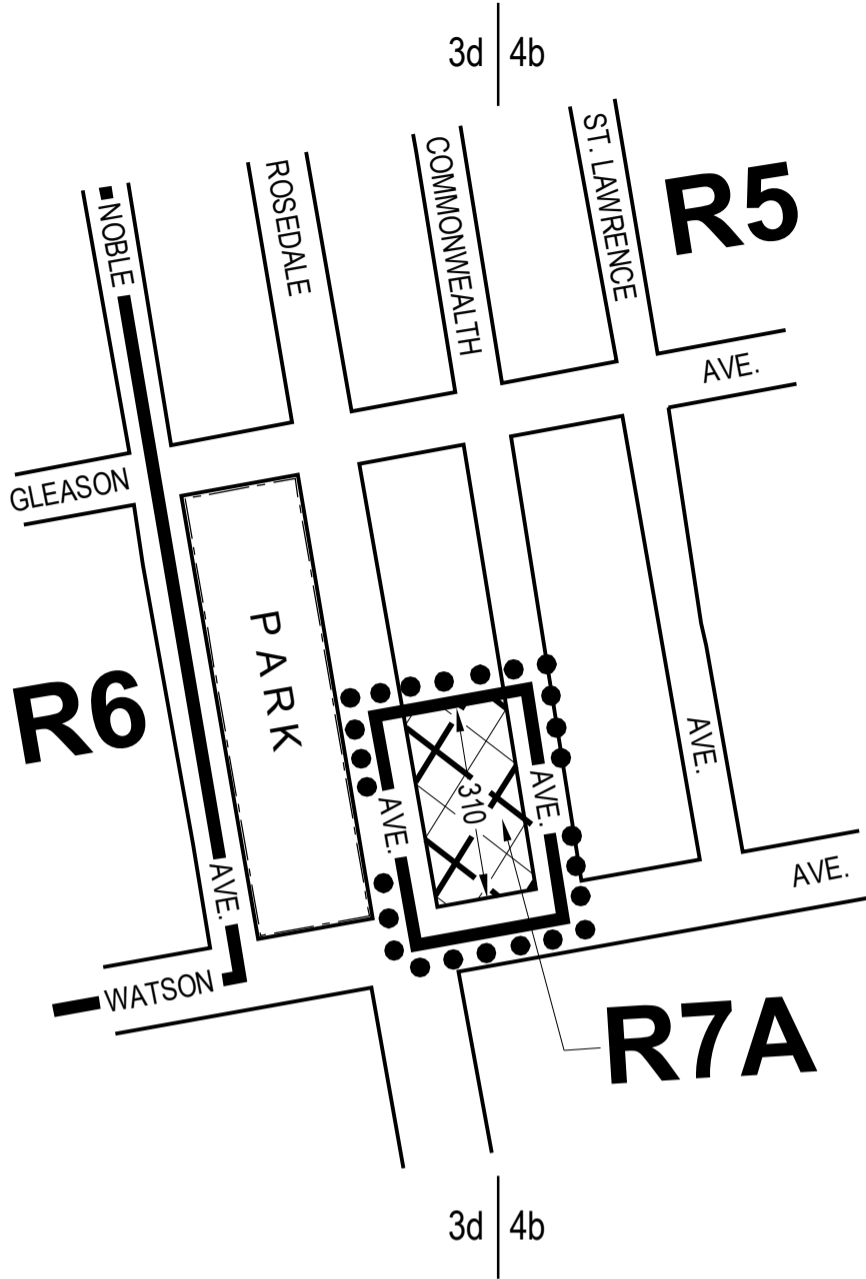 3d 4b
NOBLE
ROSEDALE
COMMONWEALTH
ST. LAWRENCE
R5
AVE.
GLEASON
PARK
R6
AVE.
310
AVE.
AVE.
AVE.
AVE.
WATSON
R7A
3d 4b